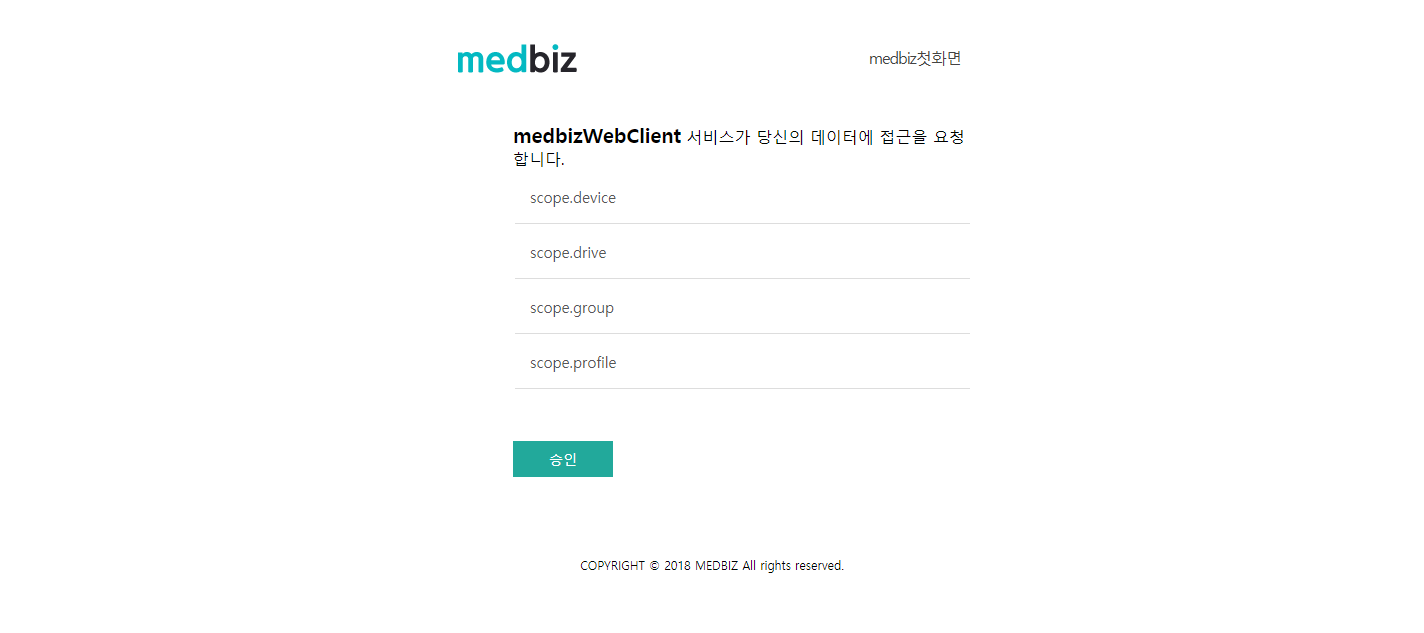 medbiz
medbiz첫화면
medbizWebClient 서비스가 당신의 데이터에 접근을 요청
합니다.
scope.device
scope.drive
scope.group
scope.profile
승인
COPYRIGHT © 2018 MEDBIZ All rights reserved.